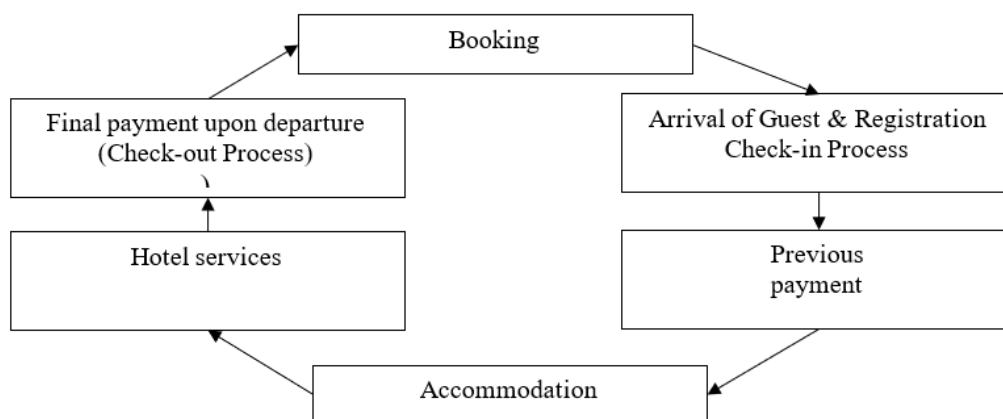 Booking
Arrival of Guest & Registration
Check-in Process
Previous
payment
Accommodation
Hotel services
Final payment upon departure
(Check-out Process)
)